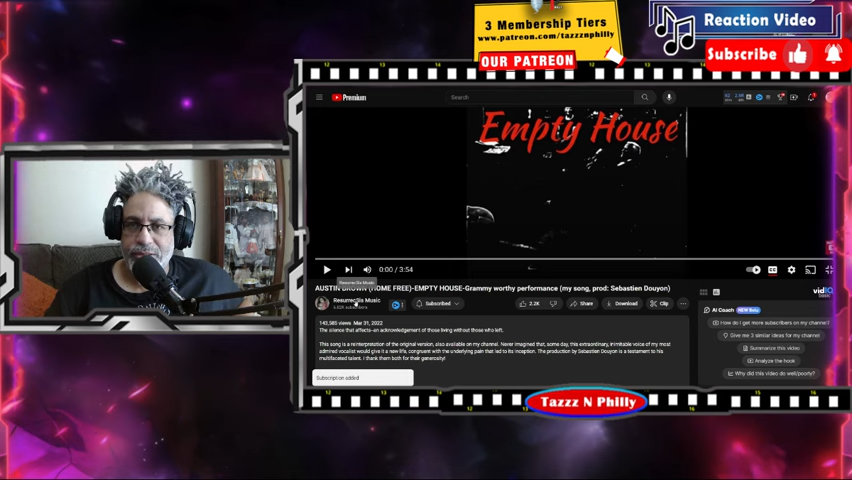 3 Membership Tiers
www.patreon.com/tazzznphilly
OUR PATREON
Reaction Video
Subscribe
Premium
Search
Empty House
0:00 / 3:54
AUSTIN BROWN (HOME FREE)-EMPTY HOUSE-Grammy worthy performance (my song, prod: Sebastien Douyon)
Resurrec6is Music
Subscribed
2.2K
Share
Download
Clip
143,585 views Mar 31, 2022
The silence that affects-an acknowledgement of those living without those who left.
This song is a reinterpretation of the original version, also available on my channel. Never imagined that, some day, this extraordinary, inimitable voice of my most
admired vocalist would give it a new life, congruent with the underlying pain that led to its inception. The production by Sebastien Douyon is a testament to his
multifaceted talent. I thank them both for their generosity!
Subscription added
vidIQ
AI Coach
New Beta
How do I get more subscribers on my channel?
Give me 3 similar ideas for my channel
Summarize this video
Analyze the hook
Why did this video do well/poorly?
Tazzz N Philly